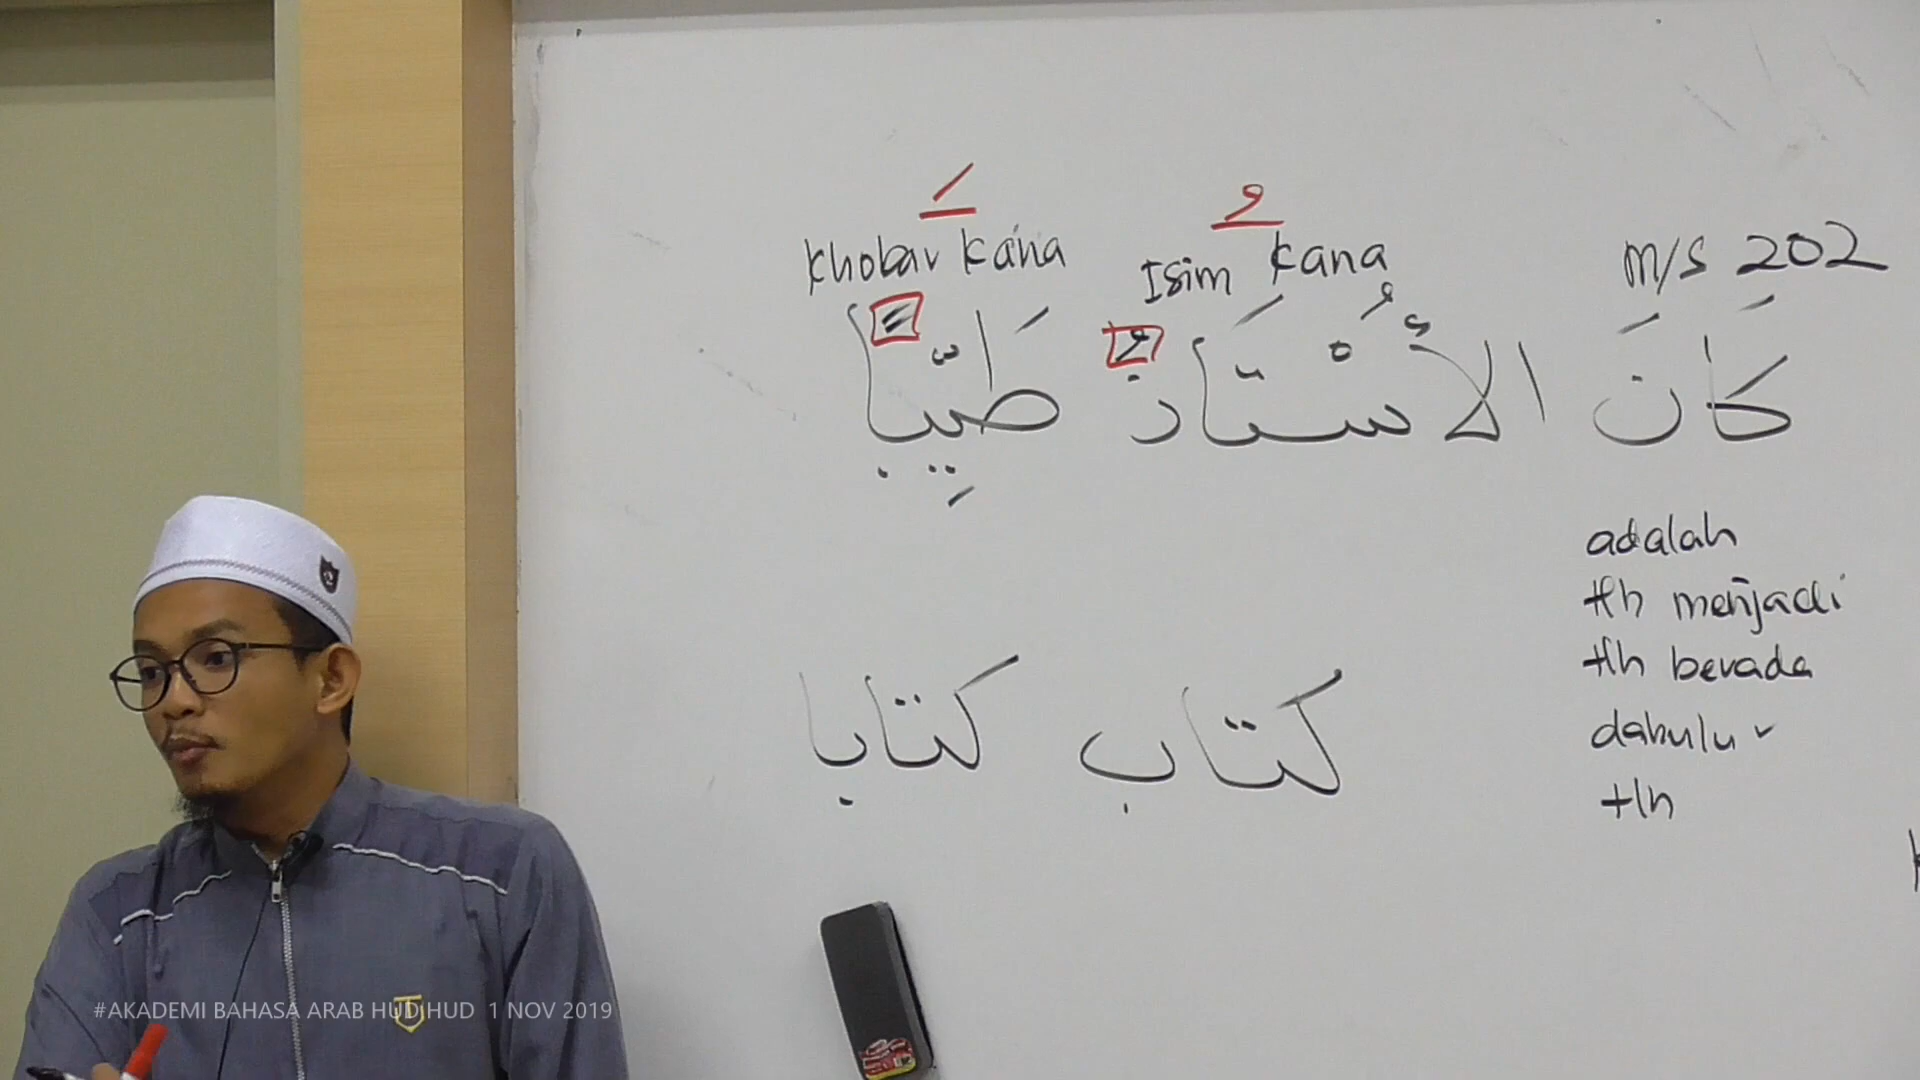 m/s 202
Isim kana
khobar kana
كَانَ الأُسْتَاذُ طَيِّبًا
adalah
tlh menjadi
tlh berada
dahulu
tlh
كتاب كتابا
#AKADEMI BAHASA ARAB HUDHUD 1 NOV 2019